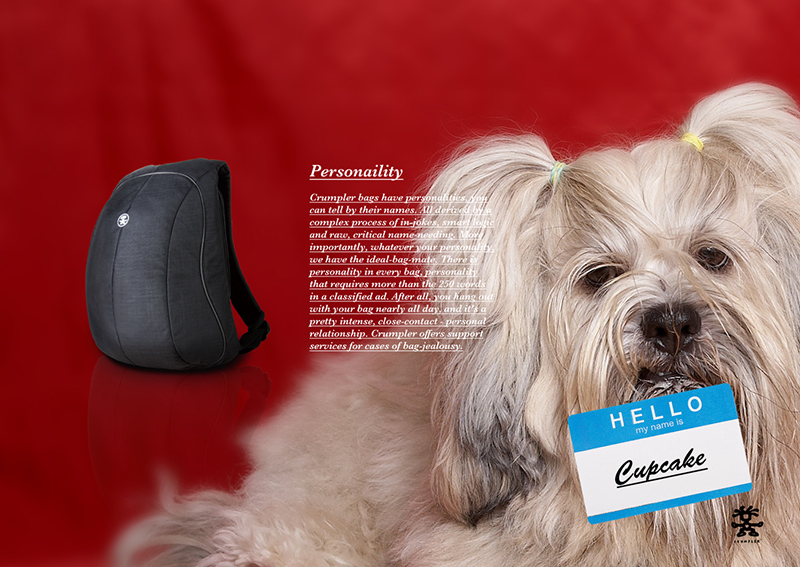 Personaility
Crumpler bags have personalities, you
can tell by their names. All derived by a
complex process of in-jokes, smart logic
and raw, critical name-needing. More
importantly, whatever your personality,
we have the ideal-bag-mate. There is
personality in every bag, personality
that requires more than the 250 words
in a classified ad. After all, you hang out
with your bag nearly all day, and it's a
pretty intense, close-contact - personal
relationship. Crumpler offers support
services for cases of bag-jealousy.
HELLO
my name is
Cupcake
CRUMPLER